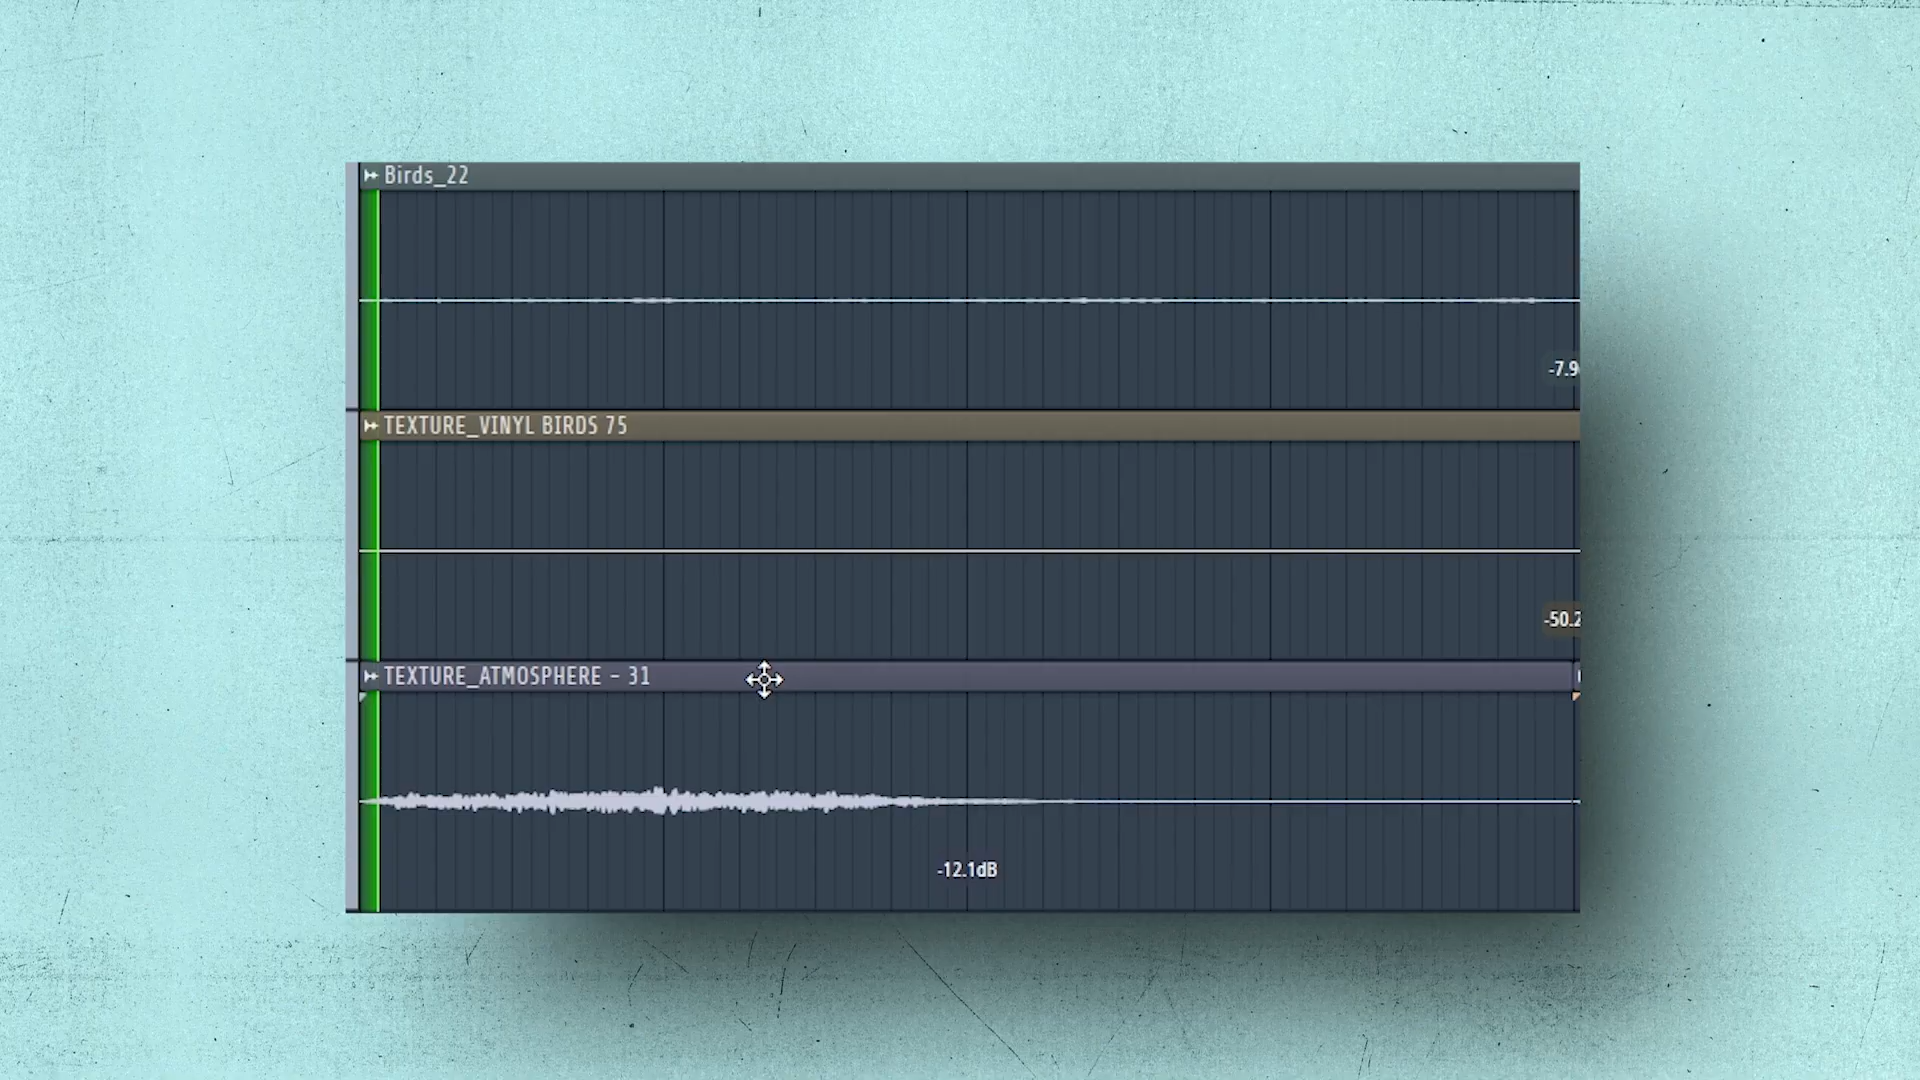 Birds_22
-7.9
TEXTURE_VINYL BIRDS 75
-50.2
TEXTURE_ATMOSPHERE - 31
-12.1dB